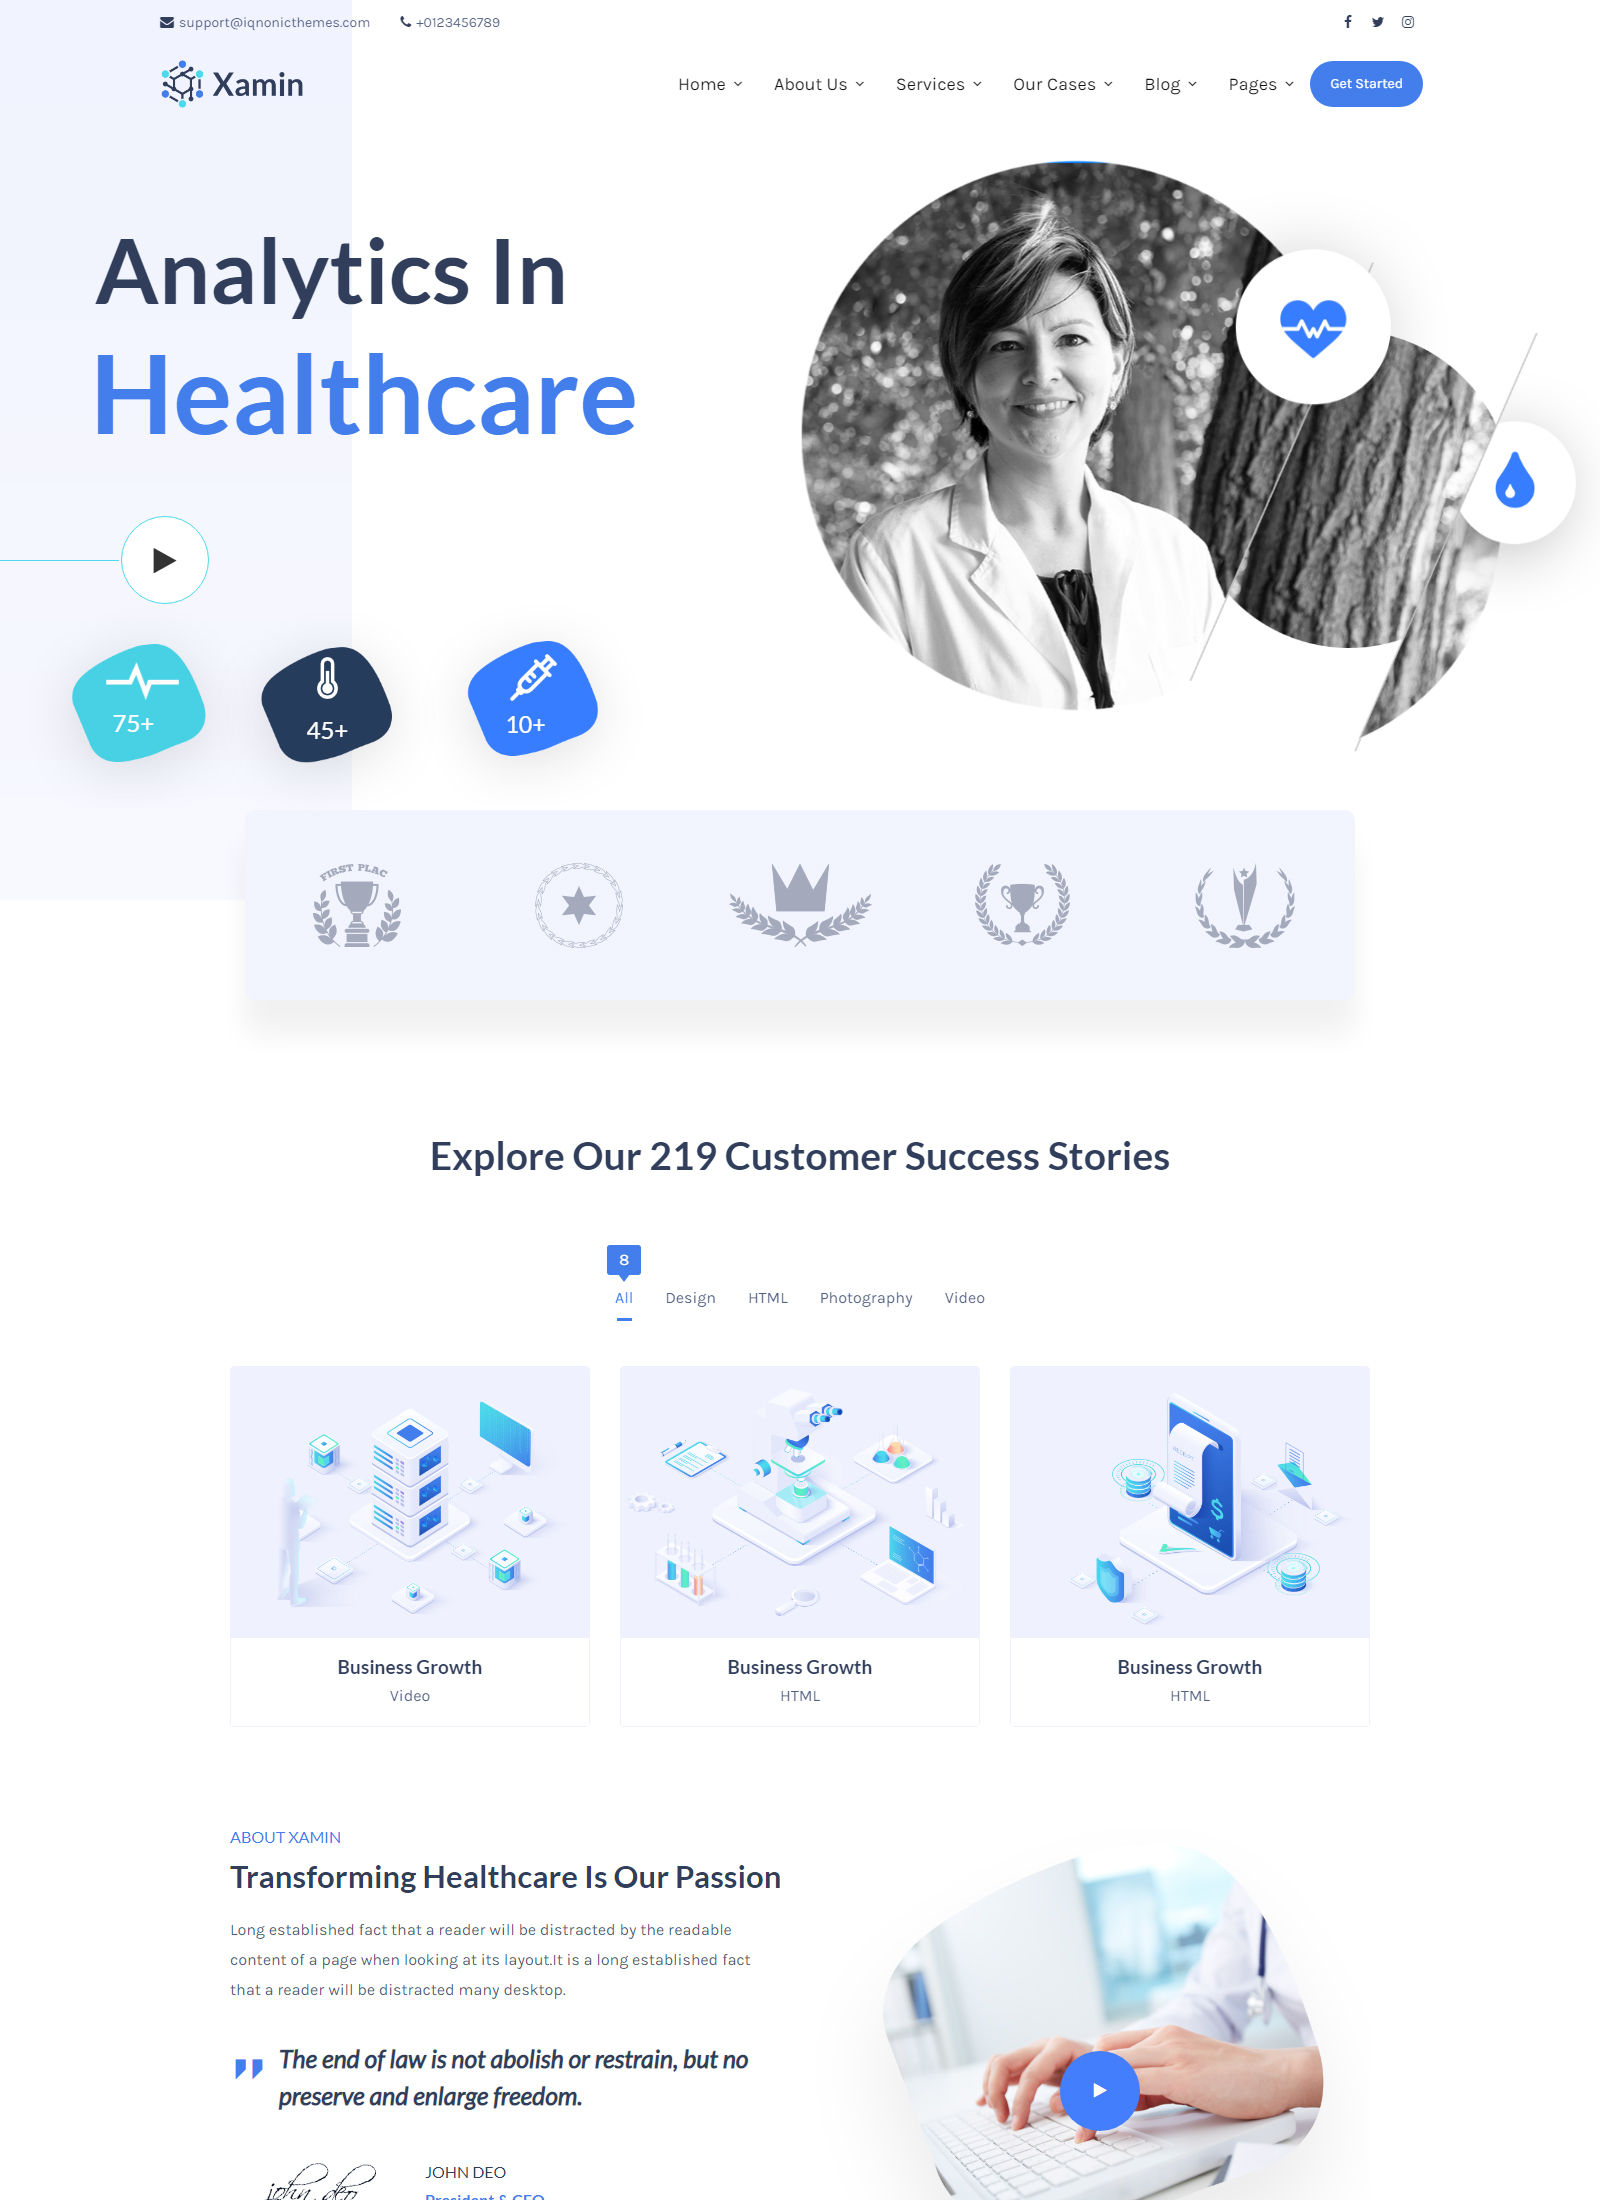 support@iqnonicthemes.com
+0123456789
Xamin
Home
About Us
Services
Our Cases
Blog
Pages
Get Started
Analytics In
Healthcare
75+
45+
10+
FIRST PLAC
Explore Our 219 Customer Success Stories
8
All
Design
HTML
Photography
Video
Business Growth
Video
Business Growth
HTML
Business Growth
HTML
ABOUT XAMIN
Transforming Healthcare Is Our Passion
Long established fact that a reader will be distracted by the readable
content of a page when looking at its layout.It is a long established fact
that a reader will be distracted many desktop.
The end of law is not abolish or restrain, but no
preserve and enlarge freedom.
john deo
JOHN DEO
President & CEO